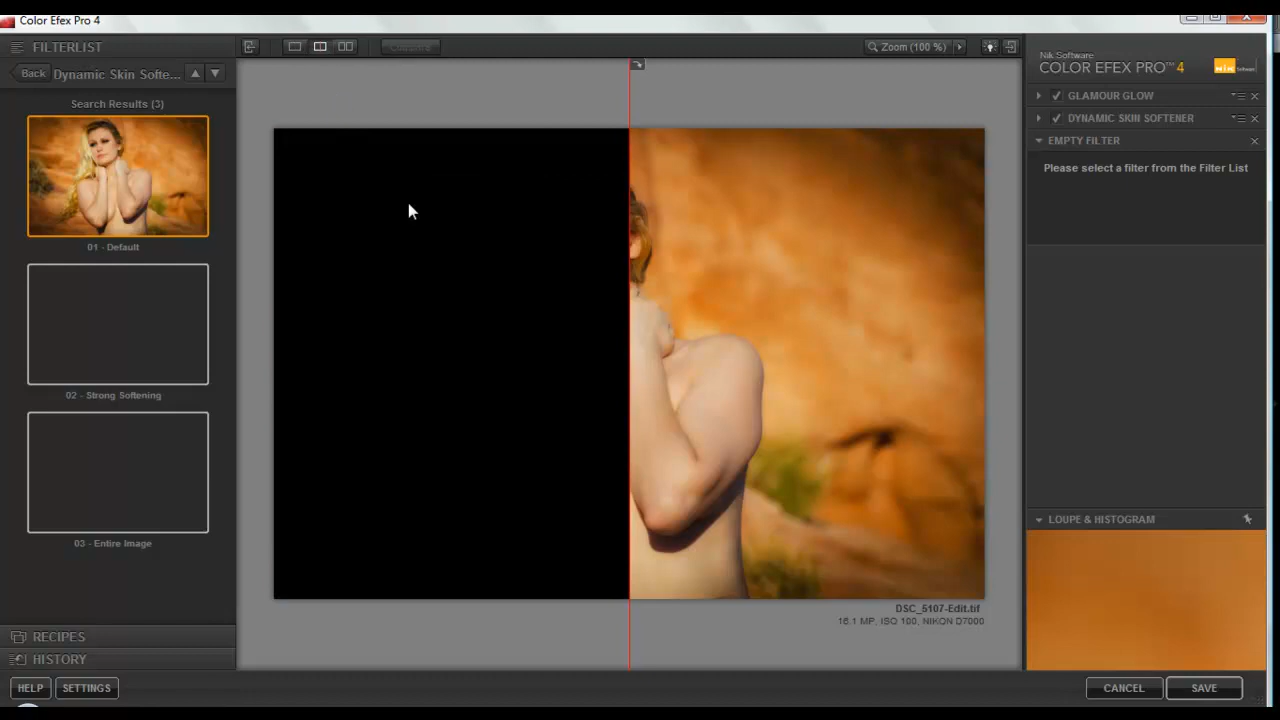 Color Efex Pro 4
FILTERLIST
Compare
Zoom (100 %)
Nik Software
COLOR EFEX PRO™ 4
Nik Software
Back
Dynamic Skin Softe...
Search Results (3)
GLAMOUR GLOW
DYNAMIC SKIN SOFTENER
EMPTY FILTER
Please select a filter from the Filter List
01 - Default
02 - Strong Softening
03 - Entire Image
LOUPE & HISTOGRAM
DSC_5107-Edit.tif
16.1 MP, ISO 100, NIKON D7000
RECIPES
HISTORY
HELP
SETTINGS
CANCEL
SAVE